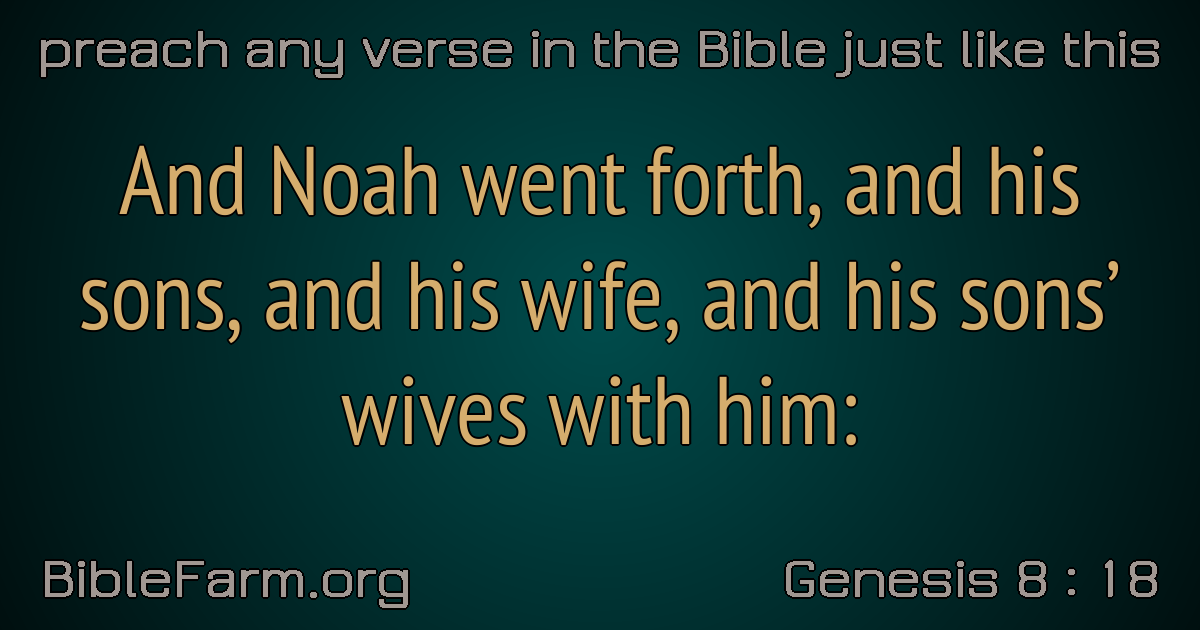 preach any verse in the Bible just like this
And Noah went forth, and his
sons, and his wife, and his sons’
wives with him:
BibleFarm.org
Genesis 8 : 18